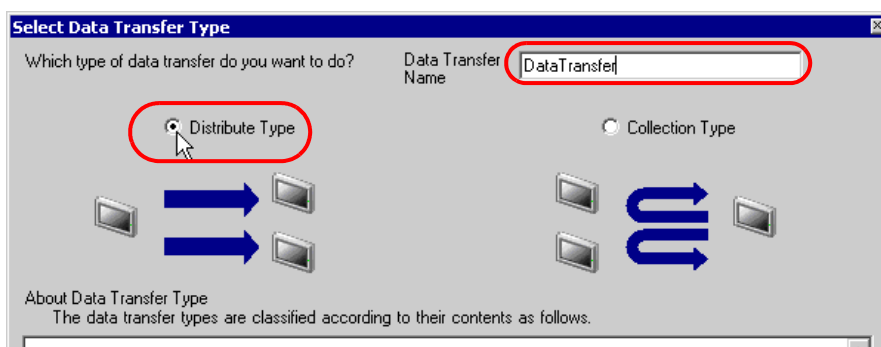 Select Data Transfer Type
Which type of data transfer do you want to do?
Data Transfer
Name
DataTransfer
Distribute Type
Collection Type
About Data Transfer Type
The data transfer types are classified according to their contents as follows.